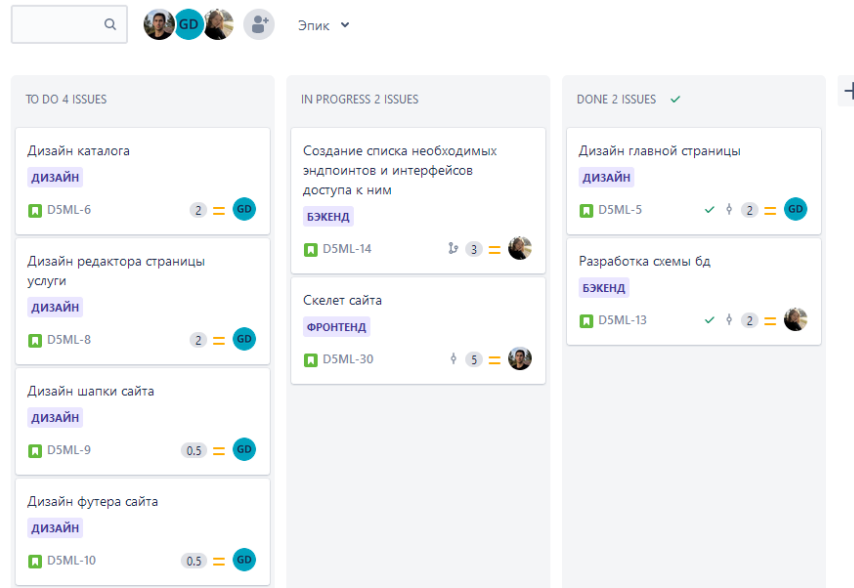 GD
Эпик
TO DO 4 ISSUES
Дизайн каталога
ДИЗАЙН
D5ML-6
2
GD
Дизайн редактора страницы
услуги
ДИЗАЙН
D5ML-8
2
GD
Дизайн шапки сайта
ДИЗАЙН
D5ML-9
0.5
GD
Дизайн футера сайта
ДИЗАЙН
D5ML-10
0.5
GD
IN PROGRESS 2 ISSUES
Создание списка необходимых
эндпоинтов и интерфейсов
доступа к ним
БЭКЕНД
D5ML-14
3
Скелет сайта
ФРОНТЕНД
D5ML-30
5
DONE 2 ISSUES
Дизайн главной страницы
ДИЗАЙН
D5ML-5
2
GD
Разработка схемы бд
БЭКЕНД
D5ML-13
2